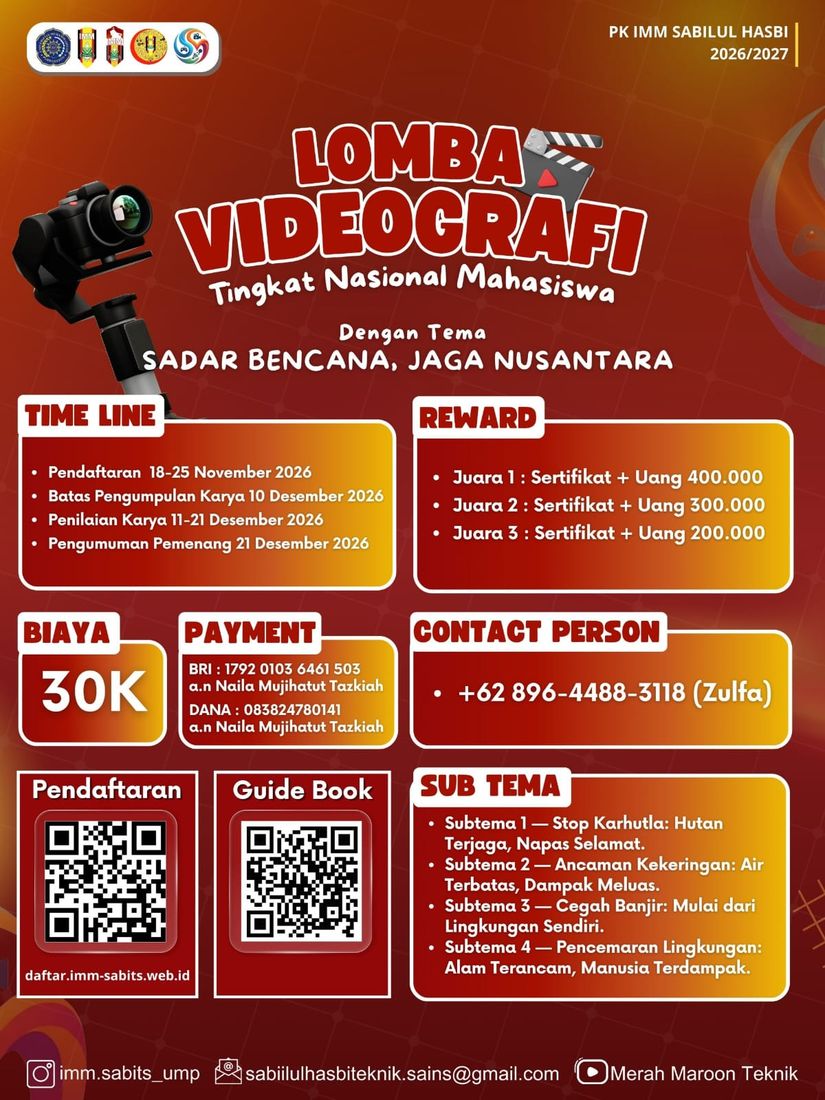 PK IMM SABILUL HASBI
2026/2027
LOMBA
VIDEOGRAFI
Tingkat Nasional Mahasiswa
Dengan Tema
SADAR BENCANA, JAGA NUSANTARA
TIME LINE
• Pendaftaran 18-25 November 2026
• Batas Pengumpulan Karya 10 Desember 2026
• Penilaian Karya 11-21 Desember 2026
• Pengumuman Pemenang 21 Desember 2026
REWARD
• Juara 1 : Sertifikat + Uang 400.000
• Juara 2 : Sertifikat + Uang 300.000
• Juara 3 : Sertifikat + Uang 200.000
BIAYA
30K
PAYMENT
BRI : 1792 0103 6461 503
a.n Naila Mujihatut Tazkiah
DANA : 083824780141
a.n Naila Mujihatut Tazkiah
CONTACT PERSON
• +62 896-4488-3118 (Zulfa)
Pendaftaran
daftar.imm-sabits.web.id
Guide Book
SUB TEMA
• Subtema 1 — Stop Karhutla: Hutan
Terjaga, Napas Selamat.
• Subtema 2 — Ancaman Kekeringan: Air
Terbatas, Dampak Meluas.
• Subtema 3 — Cegah Banjir: Mulai dari
Lingkungan Sendiri.
• Subtema 4 — Pencemaran Lingkungan:
Alam Terancam, Manusia Terdampak.
imm.sabits_ump
sabiilulhasbiteknik.sains@gmail.com
Merah Maroon Teknik